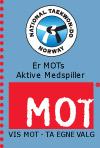 NATIONAL TAEKWON-DO
NORWAY
Er MOTs
Aktive Medspiller
MOT
VIS MOT - TA EGNE VALG